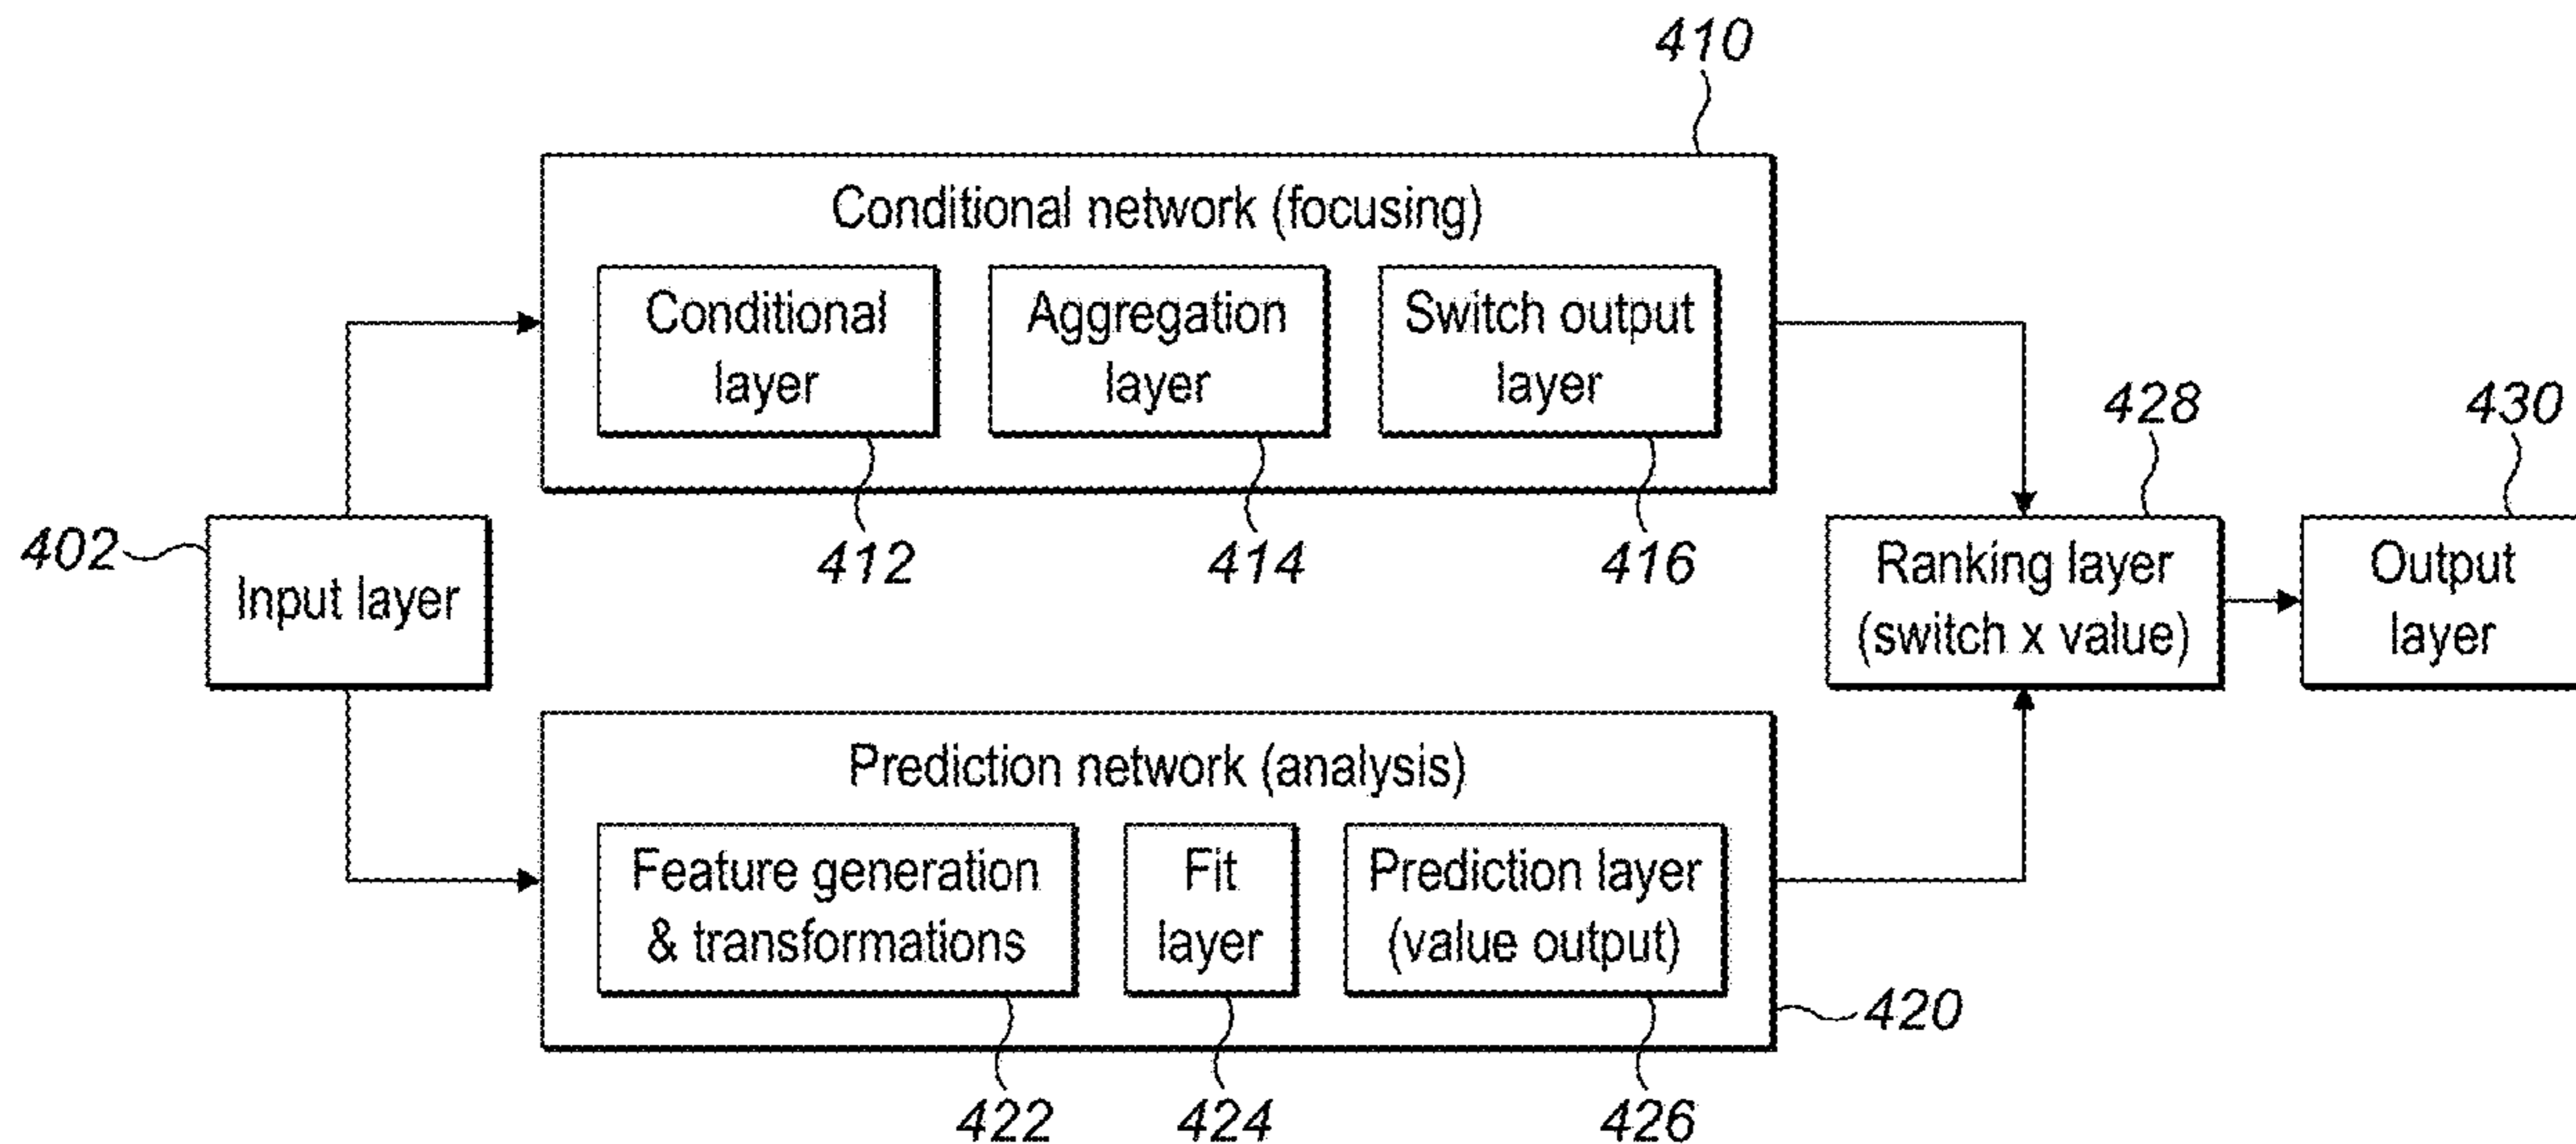 410
Conditional network (focusing)
Conditional
layer
Aggregation
layer
Switch output
layer
412
414
416
402
Input layer
428
430
Ranking layer
(switch x value)
Output
layer
Prediction network (analysis)
Feature generation
& transformations
Fit
layer
Prediction layer
(value output)
420
422
424
426